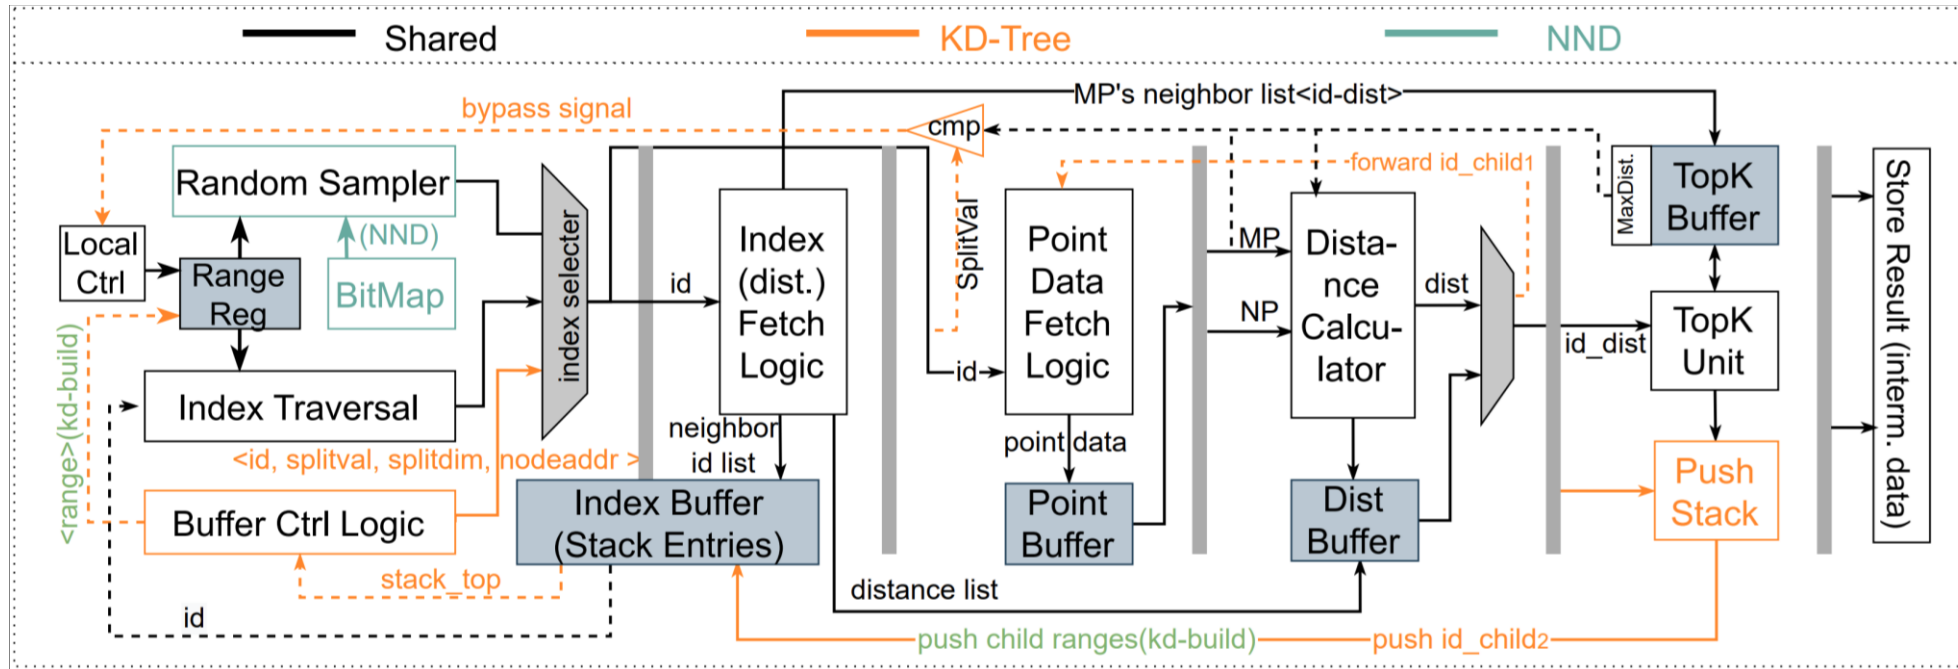 Shared
KD-Tree
NND
MP's neighbor list<id-dist>
bypass signal
cmp
forward id_child1
Random Sampler
(NND)
BitMap
Local
Ctrl
Range
Reg
Index Traversal
<range>(kd-build)
<id, splitval, splitdim, nodeaddr >
Buffer Ctrl Logic
stack_top
id
index selecter
id
Index
(dist.)
Fetch
Logic
neighbor
id list
Index Buffer
(Stack Entries)
distance list
SplitVal
id
Point
Data
Fetch
Logic
point data
Point
Buffer
MP
NP
Dista-
nce
Calcu-
lator
dist
Dist
Buffer
id_dist
MaxDist.
TopK
Buffer
TopK
Unit
Push
Stack
push child ranges(kd-build)
push id_child2
Store Result (interm. data)